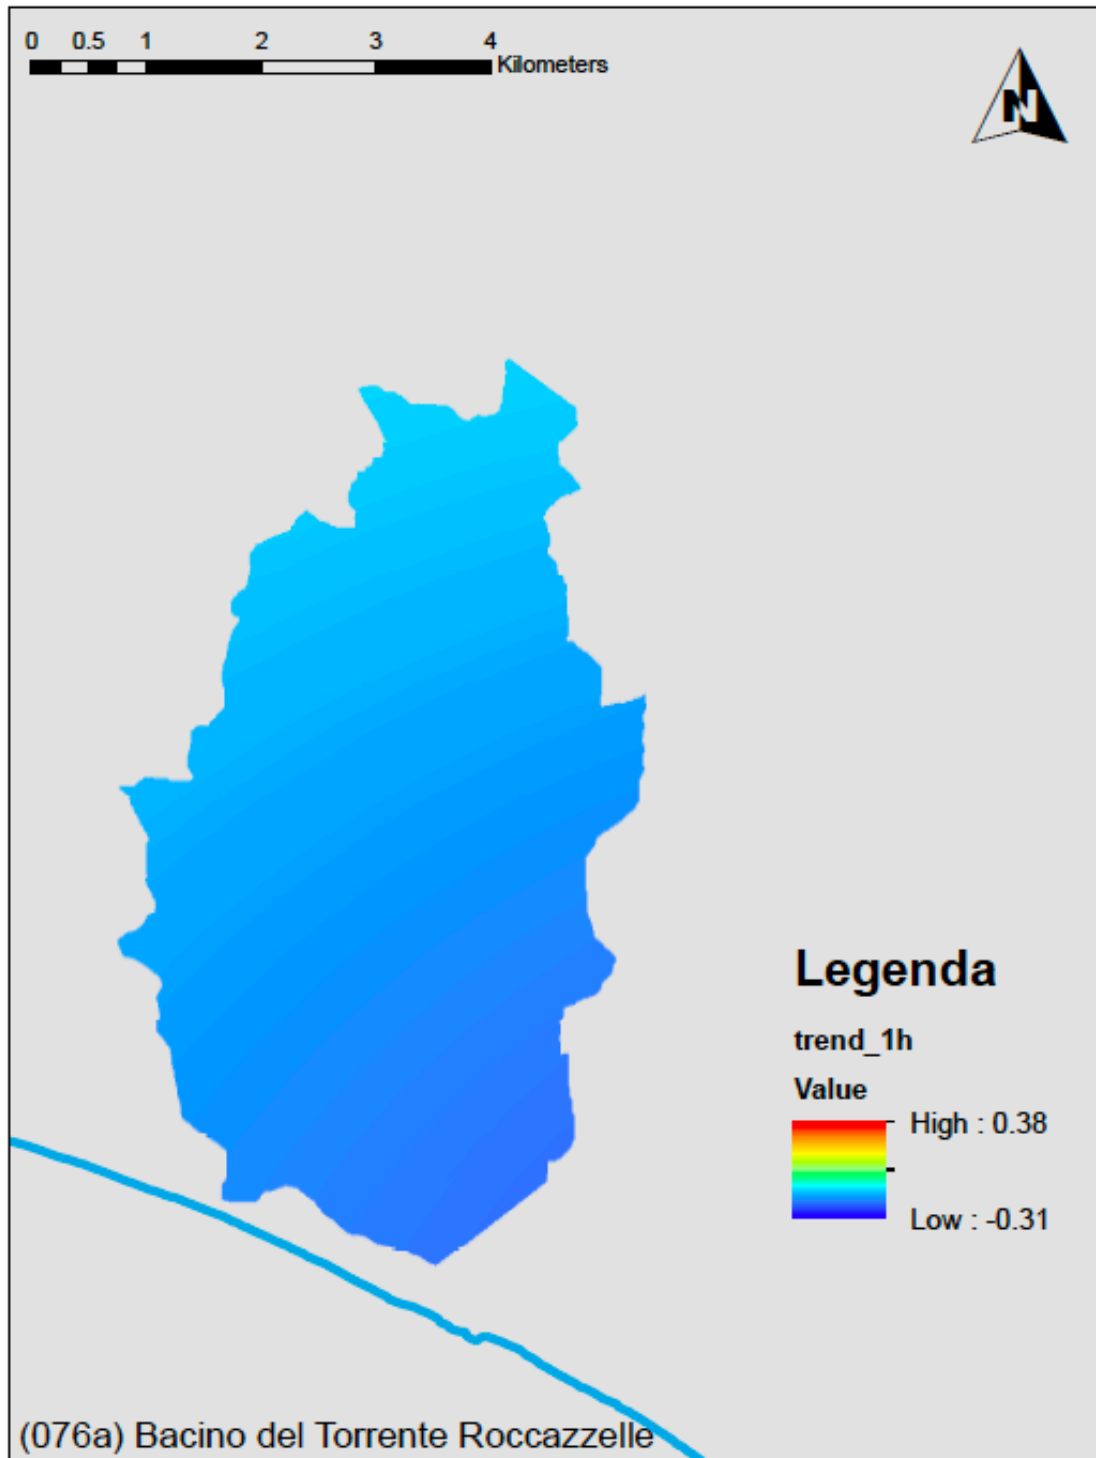 0 0.5 1 2 3 4
Kilometers
N
Legenda
trend_1h
Value
High : 0.38
Low : -0.31
(076a) Bacino del Torrente Roccazzelle